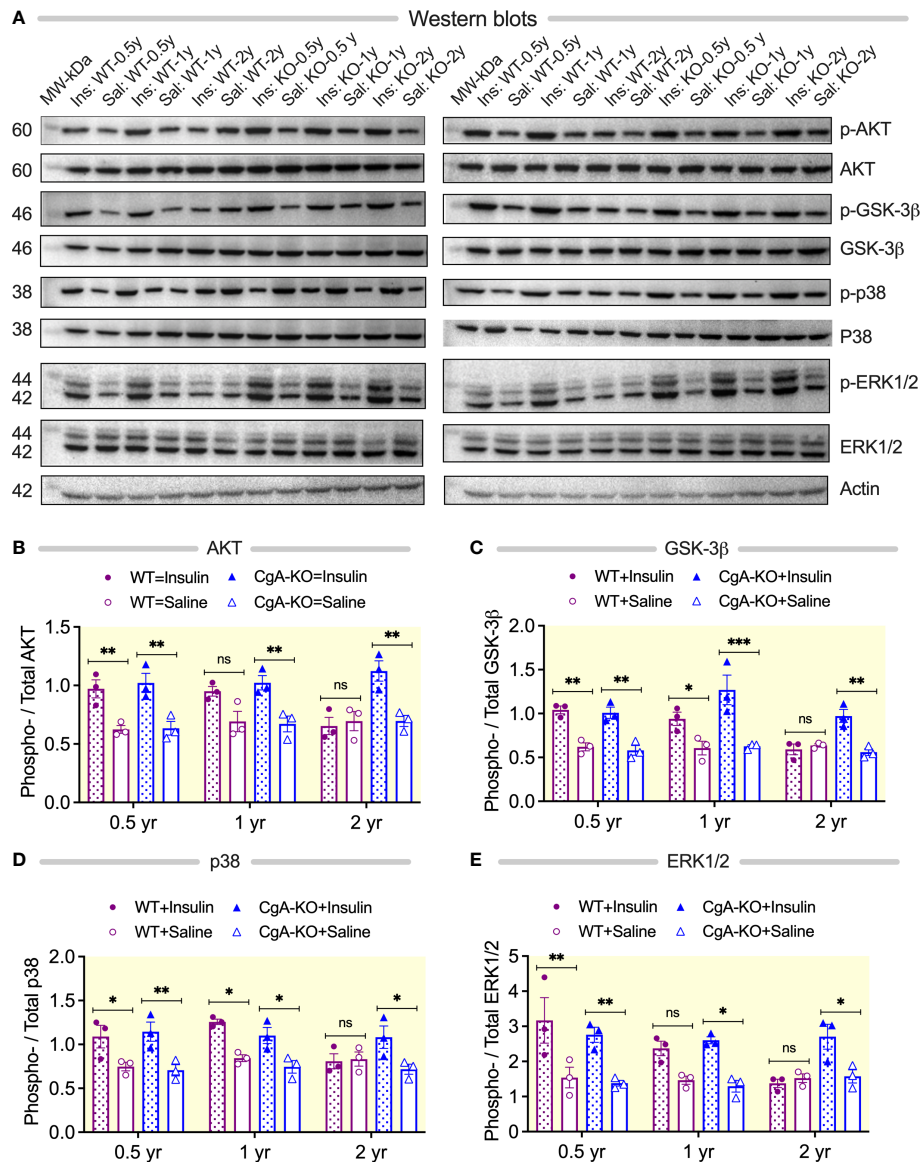 A Western blots
MW-kDa Ins: WT-0.5y Sal: WT-0.5y Ins: WT-1y Sal: WT-1y Ins: WT-2y Sal: WT-2y Ins: KO-0.5y Sal: KO-0.5 y Ins: KO-1y Sal: KO-1y Ins: KO-2y Sal: KO-2y
MW-kDa Ins: WT-0.5y Sal: WT-0.5y Ins: WT-1y Sal: WT-1y Ins: WT-2y Sal: WT-2y Ins: KO-0.5y Sal: KO-0.5 y Ins: KO-1y Sal: KO-1y Ins: KO-2y Sal: KO-2y
60 p-AKT
60 AKT
46 p-GSK-3β
46 GSK-3β
38 p-p38
38 P38
44 p-ERK1/2
42
44 ERK1/2
42
42 Actin
B AKT
WT=Insulin CgA-KO=Insulin
WT=Saline CgA-KO=Saline
Phospho- / Total AKT
1.5
1.0
0.5
0.0
** ** ns ** ns **
0.5 yr 1 yr 2 yr
C GSK-3β
WT+Insulin CgA-KO+Insulin
WT+Saline CgA-KO+Saline
Phospho- / Total GSK-3β
2.0
1.5
1.0
0.5
0.0
** ** * *** ns **
0.5 yr 1 yr 2 yr
D p38
WT+Insulin CgA-KO+Insulin
WT+Saline CgA-KO+Saline
Phospho- / Total p38
2.0
1.5
1.0
0.5
0.0
* ** * * ns *
0.5 yr 1 yr 2 yr
E ERK1/2
WT+Insulin CgA-KO+Insulin
WT+Saline CgA-KO+Saline
Phospho- / Total ERK1/2
5
4
3
2
1
0
** ** ns * ns *
0.5 yr 1 yr 2 yr